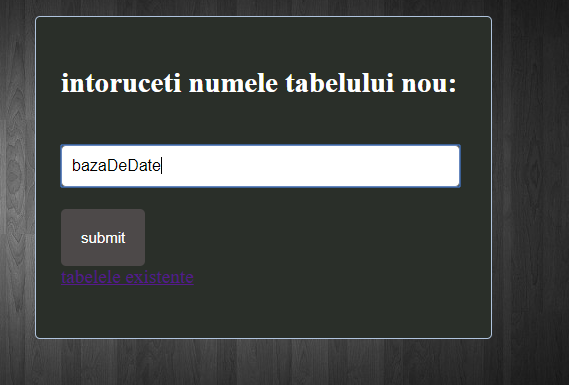 intoruceti numele tabelului nou:
bazaDeDate
submit
tabelele existente